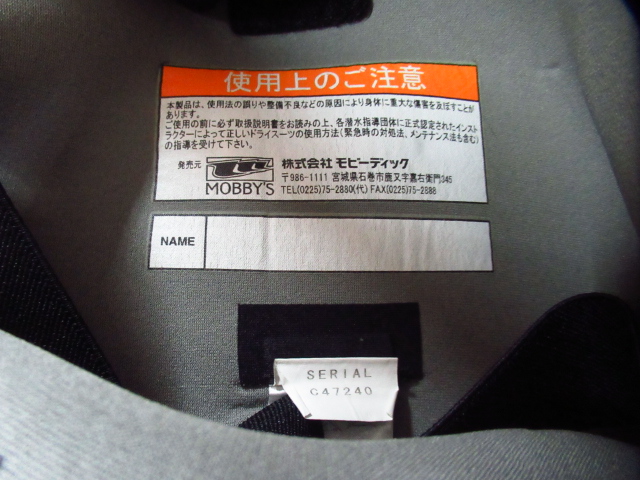 使用上のご注意
本製品は、使用法の誤りや整備不良などの原因により身体に重大な傷害を及ぼすことが
あります。
ご使用の前に必ず取扱説明書をお読みの上、各潜水指導団体に正式認定されたインスト
ラクターによって正しいドライスーツの使用方法(緊急時の対処法、メンテナンス法も含む)
の指導を受けて下さい。
発売元 MOBBY'S 株式会社 モビーディック
〒986-1111 宮城県石巻市鹿又字嘉右衛門345
TEL(0225)75-2880(代) FAX(0225)75-2888
NAME
SERIAL
C47240